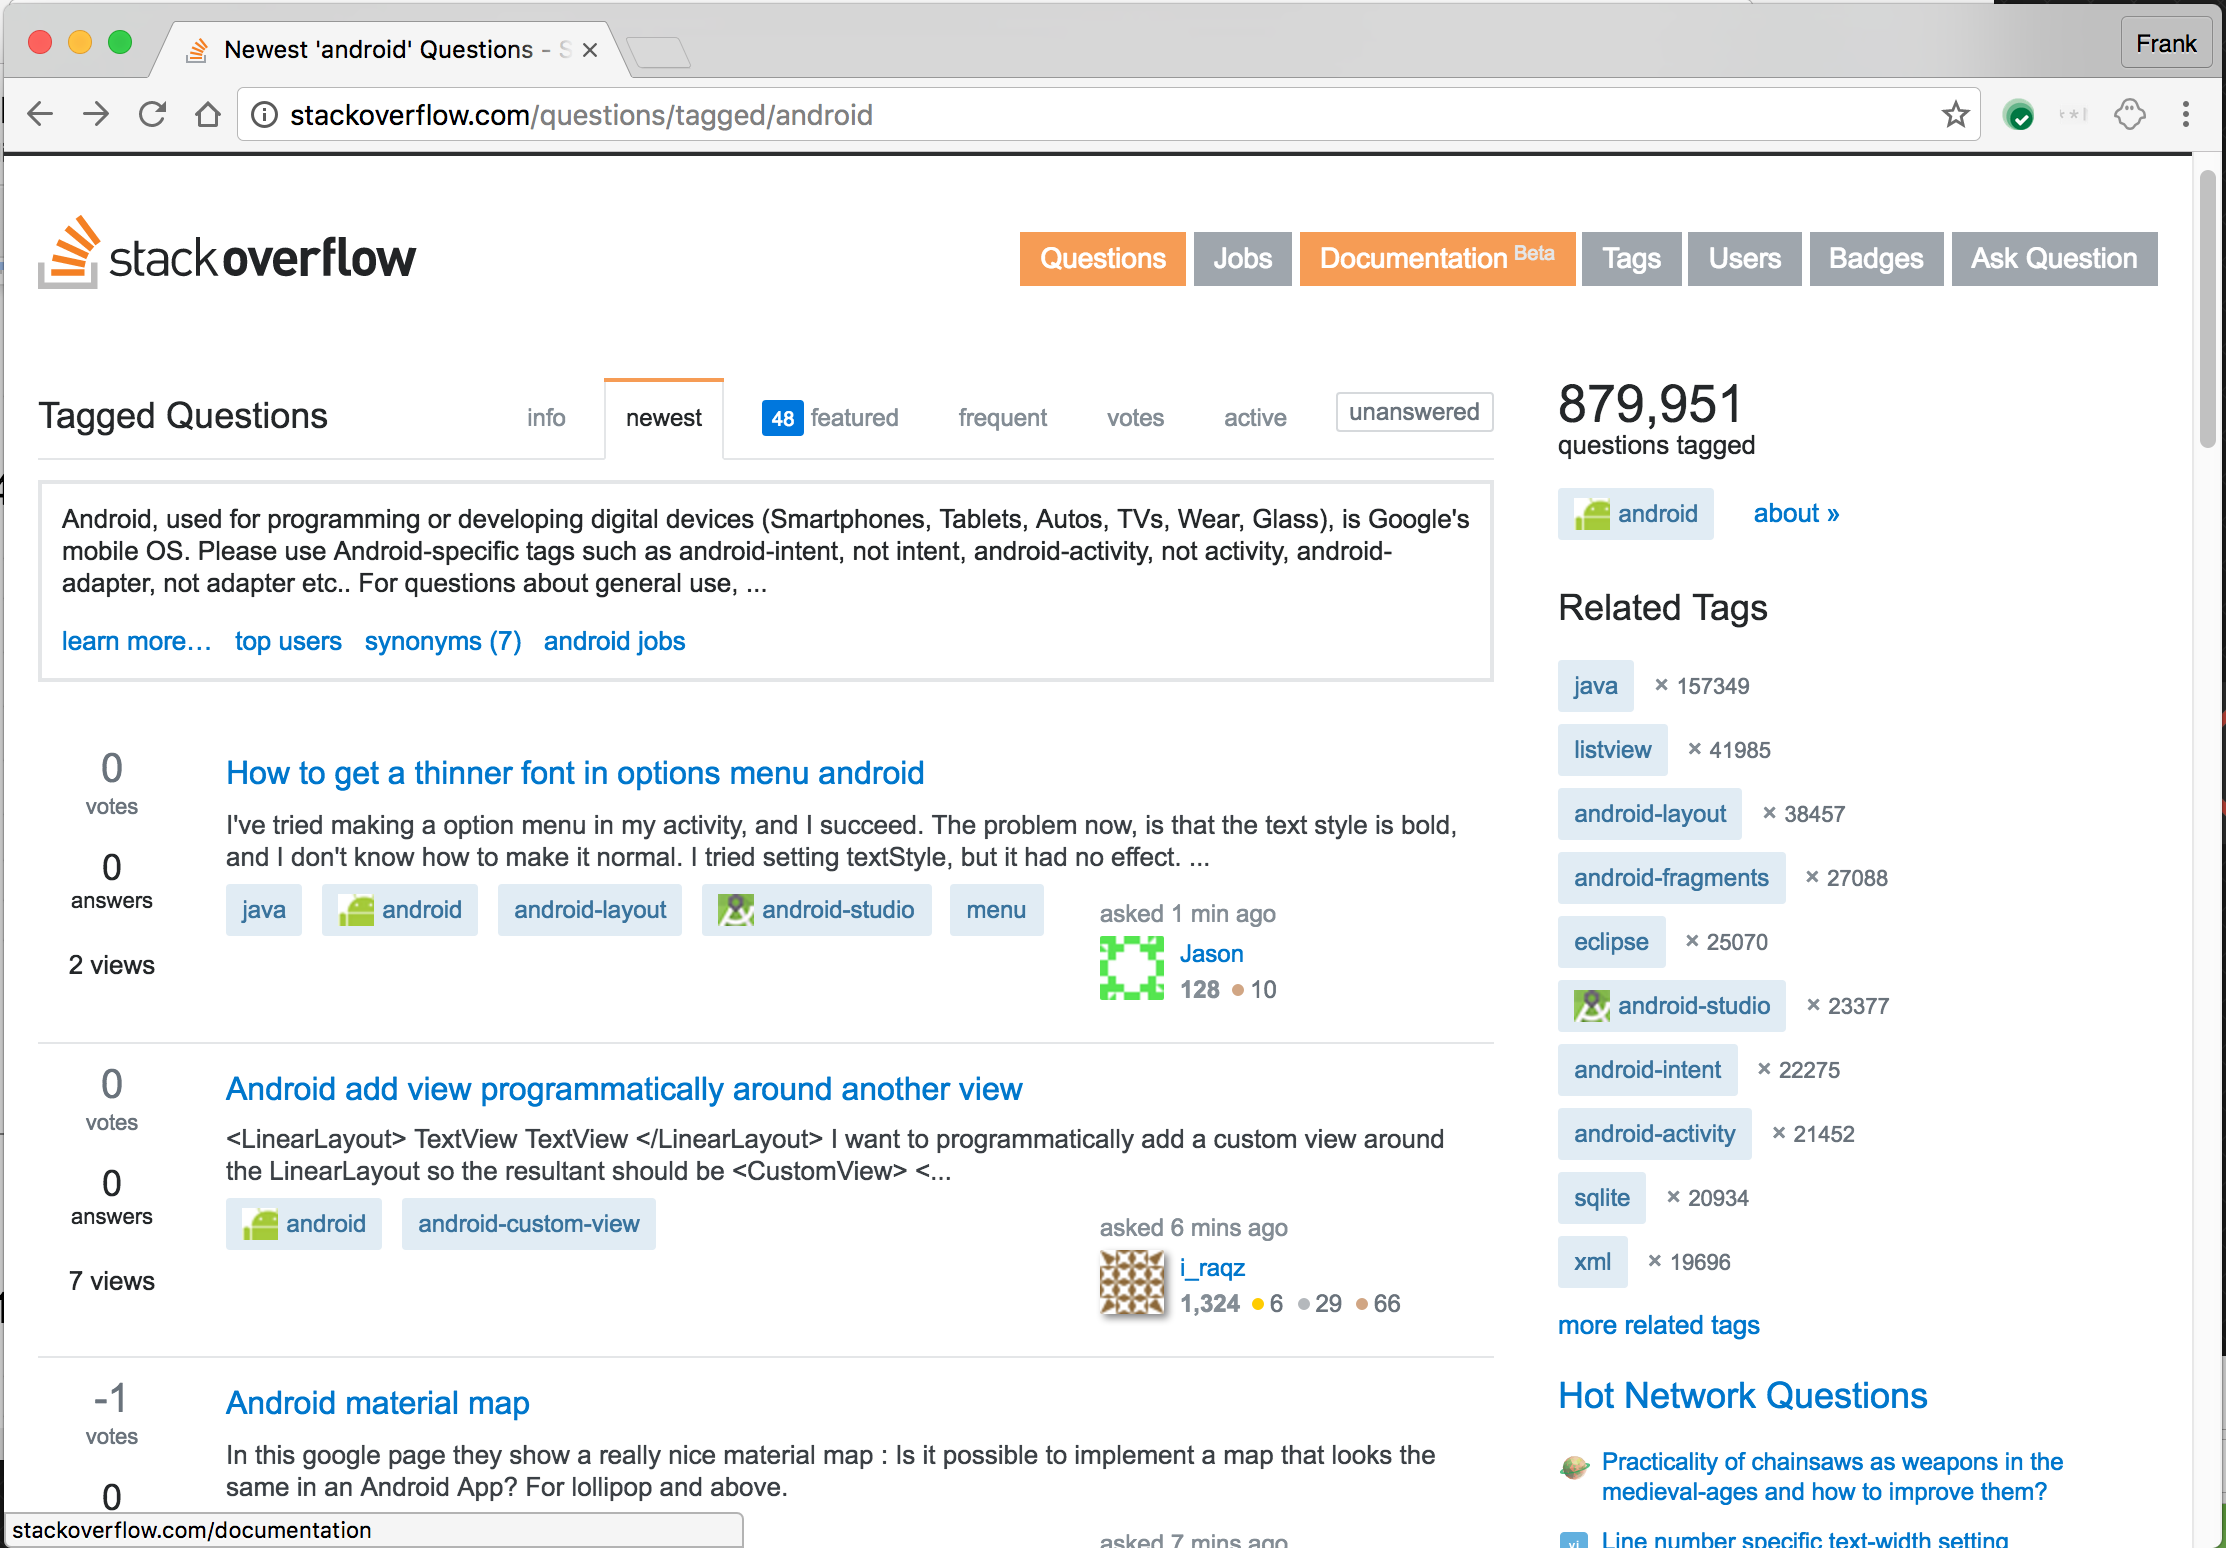 Newest 'android' Questions - S
Frank
stackoverflow.com/questions/tagged/android
stackoverflow
Questions
Jobs
Documentation Beta
Tags
Users
Badges
Ask Question
Tagged Questions
info
newest
48 featured
frequent
votes
active
unanswered
Android, used for programming or developing digital devices (Smartphones, Tablets, Autos, TVs, Wear, Glass), is Google's
mobile OS. Please use Android-specific tags such as android-intent, not intent, android-activity, not activity, android-
adapter, not adapter etc.. For questions about general use, ...
learn more… top users synonyms (7) android jobs
0
votes
0
answers
2 views
How to get a thinner font in options menu android
I've tried making a option menu in my activity, and I succeed. The problem now, is that the text style is bold,
and I don't know how to make it normal. I tried setting textStyle, but it had no effect. ...
java android android-layout android-studio menu
asked 1 min ago
Jason
128 10
0
votes
0
answers
7 views
Android add view programmatically around another view
<LinearLayout> TextView TextView </LinearLayout> I want to programmatically add a custom view around
the LinearLayout so the resultant should be <CustomView> <...
android android-custom-view
asked 6 mins ago
i_raqz
1,324 6 29 66
-1
votes
0
Android material map
In this google page they show a really nice material map : Is it possible to implement a map that looks the
same in an Android App? For lollipop and above.
asked 7 mins ago
stackoverflow.com/documentation
879,951
questions tagged
android about »
Related Tags
java × 157349
listview × 41985
android-layout × 38457
android-fragments × 27088
eclipse × 25070
android-studio × 23377
android-intent × 22275
android-activity × 21452
sqlite × 20934
xml × 19696
more related tags
Hot Network Questions
Practicality of chainsaws as weapons in the
medieval-ages and how to improve them?
Line number specific text-width setting